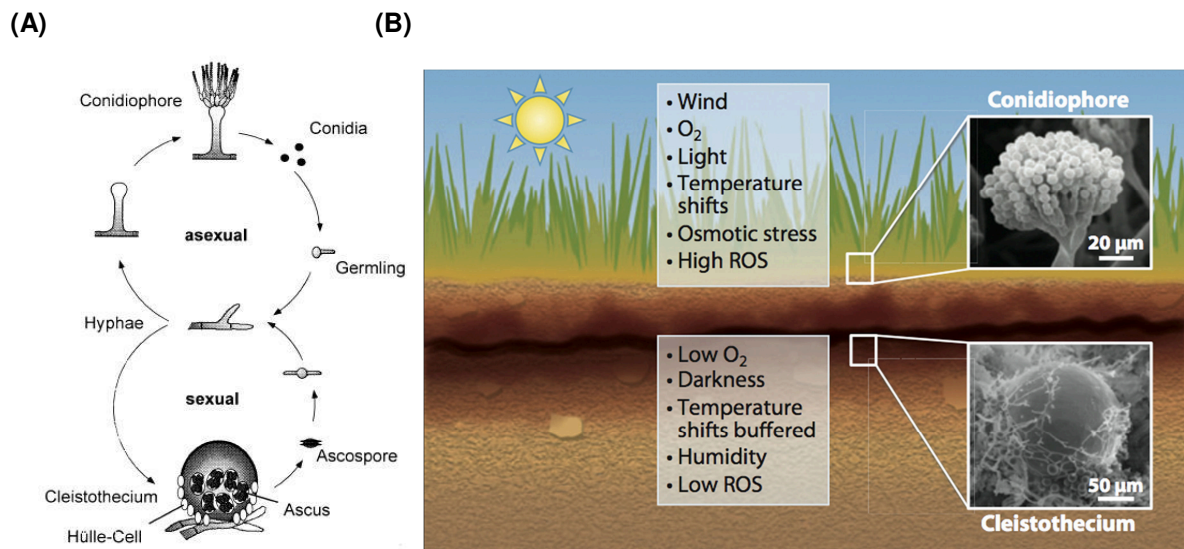 (A)
Conidiophore
Conidia
asexual
Germling
Hyphae
sexual
Ascospore
Cleistothecium
Ascus
Hülle-Cell
(B)
• Wind
• O₂
• Light
• Temperature
shifts
• Osmotic stress
• High ROS
Conidiophore
20 µm
• Low O₂
• Darkness
• Temperature
shifts buffered
• Humidity
• Low ROS
50 µm
Cleistothecium